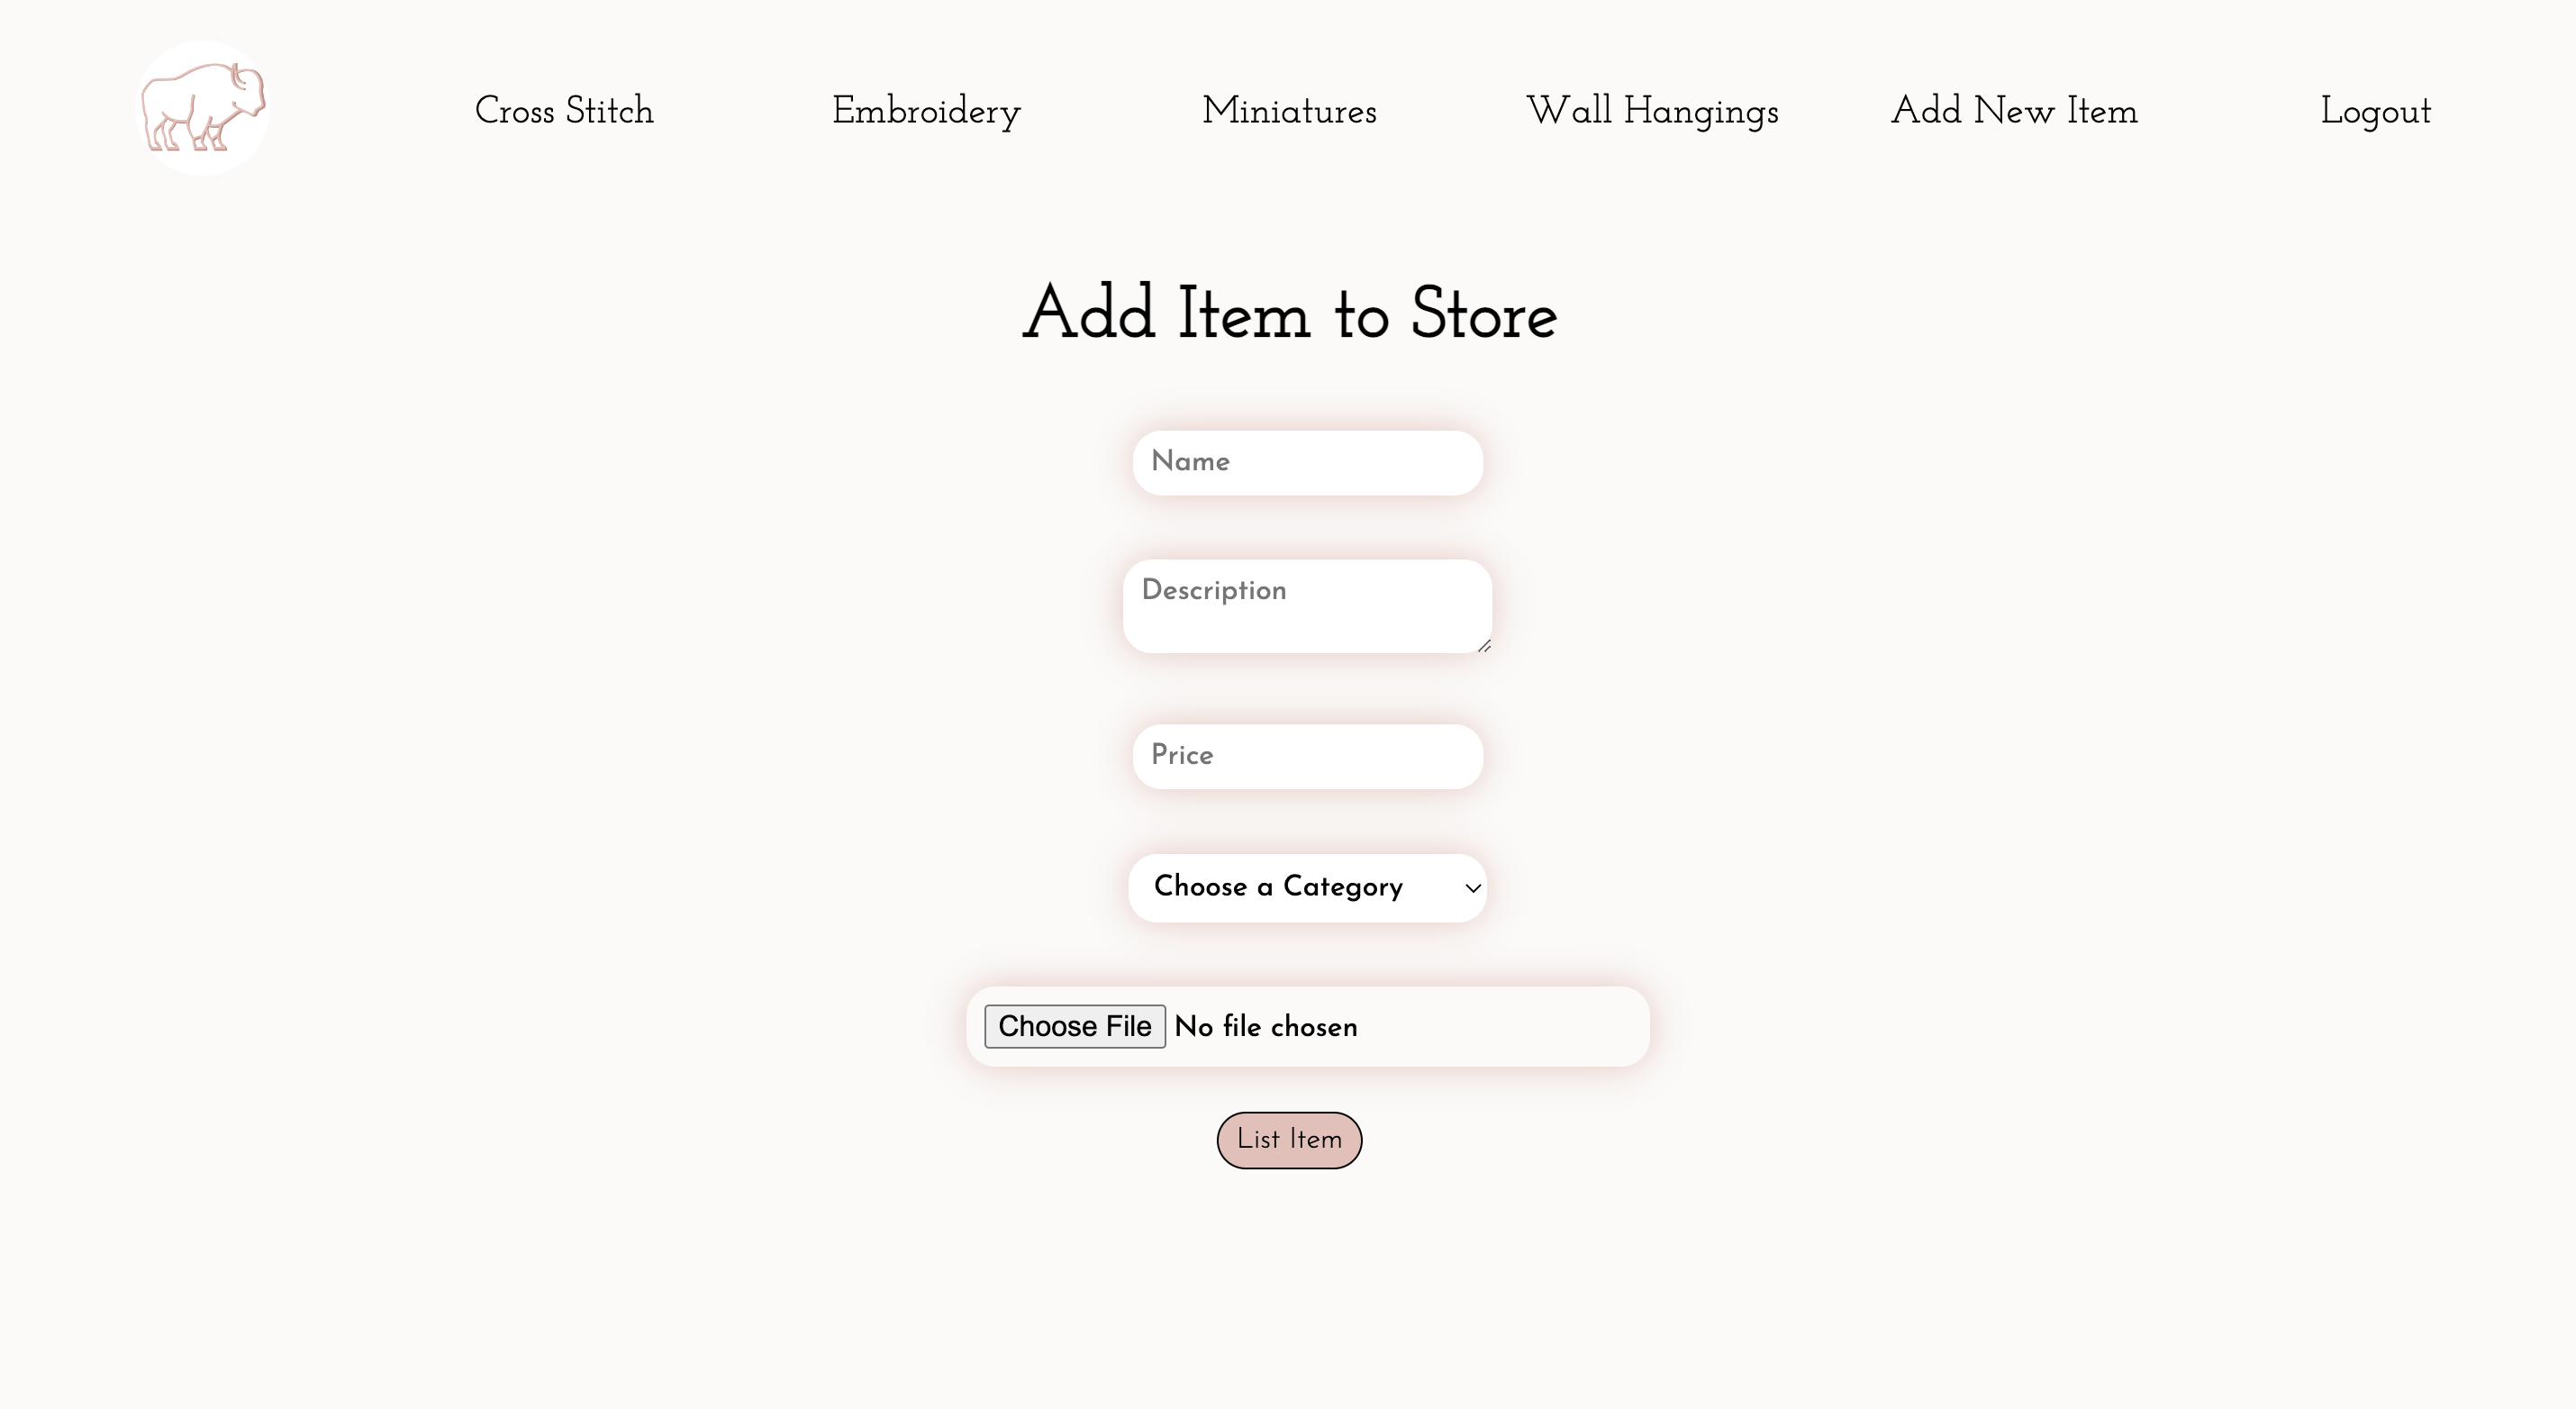 Cross Stitch Embroidery Miniatures Wall Hangings Add New Item Logout
Add Item to Store
Name
Description
Price
Choose a Category
Choose File No file chosen
List Item